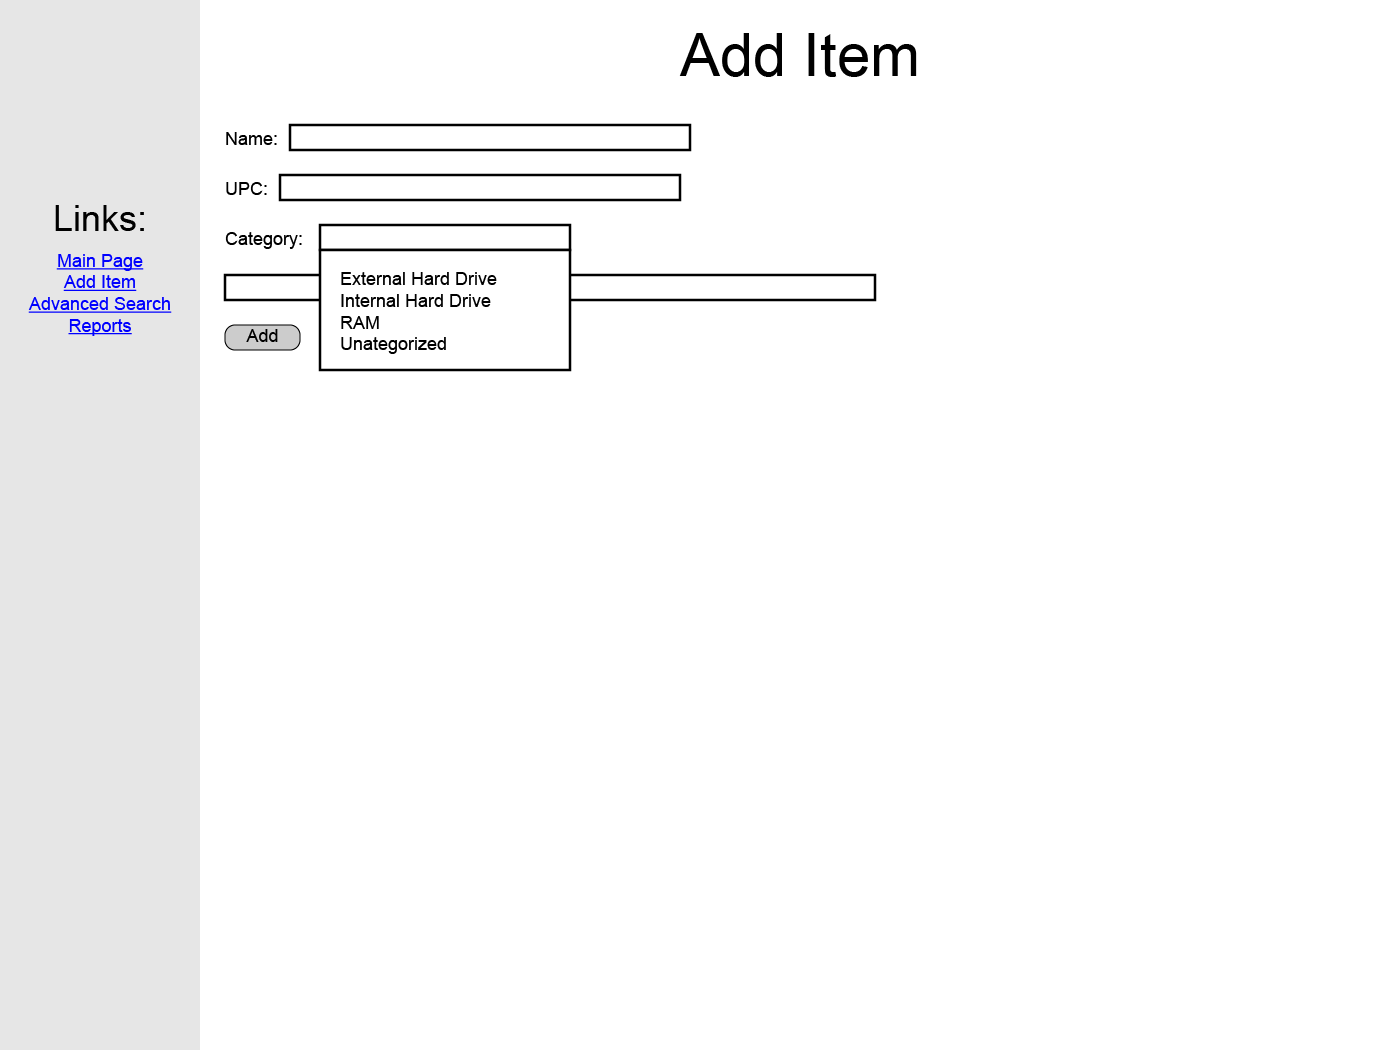 Add Item
Name:
UPC:
Links:
Category:
Main Page
Add Item
Advanced Search
Reports
External Hard Drive
Internal Hard Drive
RAM
Unategorized
Add